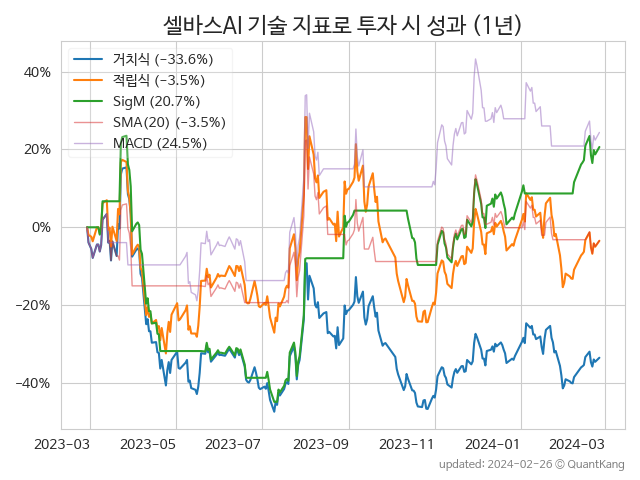 셀바스AI 기술 지표로 투자 시 성과 (1년)
거치식 (−33.6%)
적립식 (−3.5%)
SigM (20.7%)
SMA(20) (−3.5%)
MACD (24.5%)
40%
20%
0%
−20%
−40%
2023-03 2023-05 2023-07 2023-09 2023-11 2024-01 2024-03
updated: 2024-02-26 ⓒ QuantKang